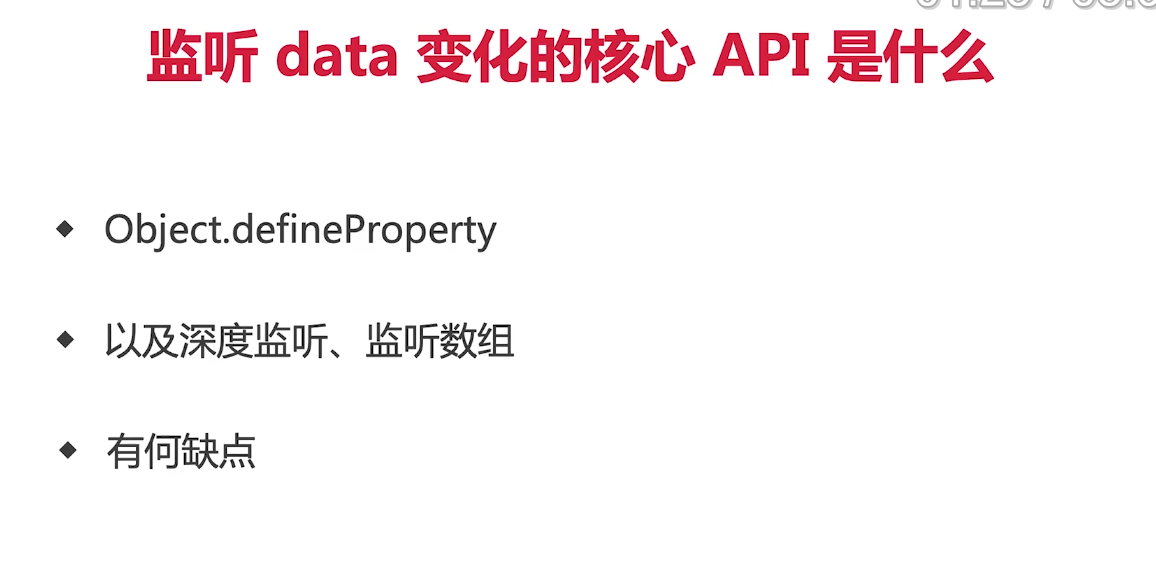 监听 data 变化的核心 API 是什么
Object.defineProperty
以及深度监听、监听数组
有何缺点